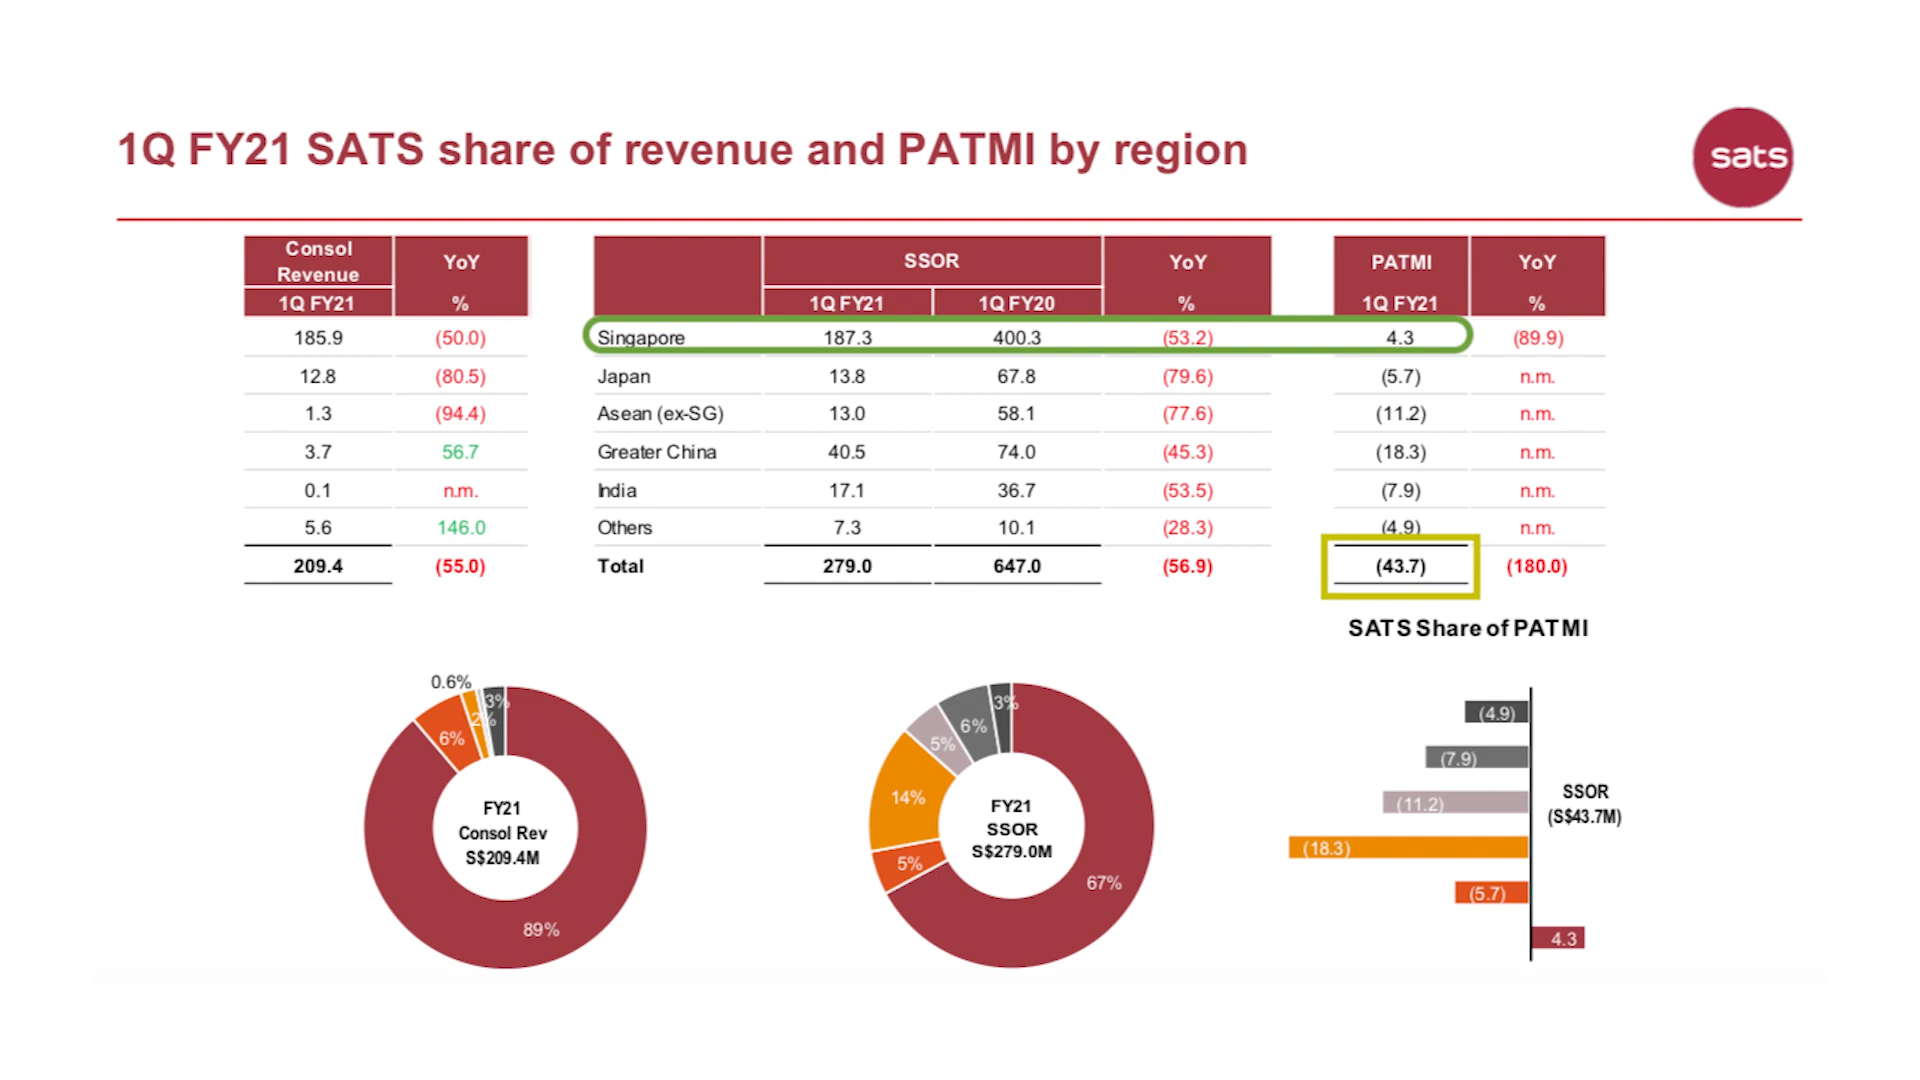 1Q FY21 SATS share of revenue and PATMI by region
sats
Consol Revenue YoY SSOR YoY PATMI YoY
1Q FY21 % 1Q FY21 1Q FY20 % 1Q FY21 %
185.9 (50.0) Singapore 187.3 400.3 (53.2) 4.3 (89.9)
12.8 (80.5) Japan 13.8 67.8 (79.6) (5.7) n.m.
1.3 (94.4) Asean (ex-SG) 13.0 58.1 (77.6) (11.2) n.m.
3.7 56.7 Greater China 40.5 74.0 (45.3) (18.3) n.m.
0.1 n.m. India 17.1 36.7 (53.5) (7.9) n.m.
5.6 146.0 Others 7.3 10.1 (28.3) (4.9) n.m.
209.4 (55.0) Total 279.0 647.0 (56.9) (43.7) (180.0)
SATS Share of PATMI
0.6%
3%
2%
6%
FY21
Consol Rev
S$209.4M
89%
3%
6%
5%
14%
5%
FY21
SSOR
S$279.0M
67%
(4.9)
(7.9)
(11.2)
(18.3)
(5.7)
4.3
SSOR
(S$43.7M)